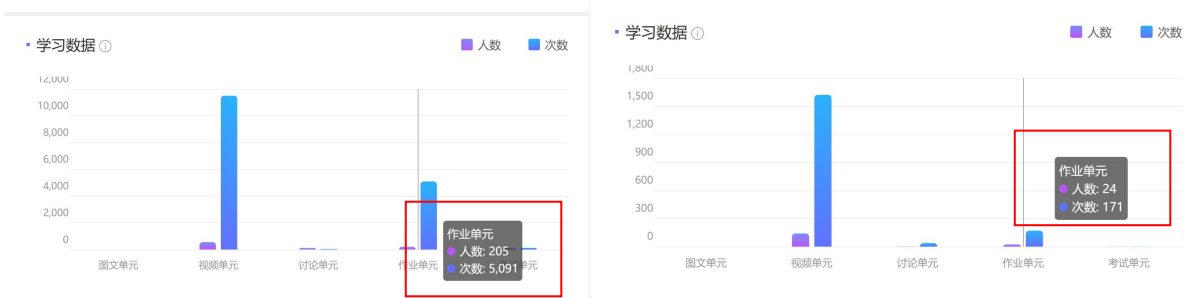 学习数据
人数 次数
12,000
10,000
8,000
6,000
4,000
2,000
0
作业单元
人数: 205
次数: 5,091
图文单元 视频单元 讨论单元 作业单元 单元
学习数据
人数 次数
1,800
1,500
1,200
900
600
300
0
作业单元
人数: 24
次数: 171
图文单元 视频单元 讨论单元 作业单元 考试单元